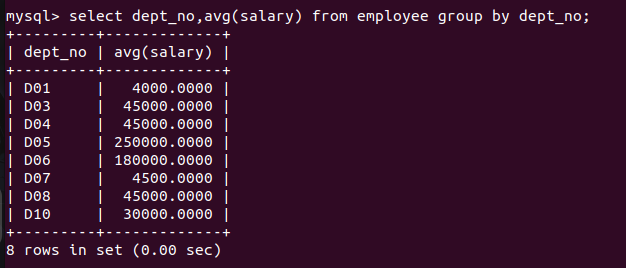 mysql> select dept_no,avg(salary) from employee group by dept_no;
+---------+-------------+
| dept_no | avg(salary) |
+---------+-------------+
| D01     |   4000.0000 |
| D03     |  45000.0000 |
| D04     |  45000.0000 |
| D05     | 250000.0000 |
| D06     | 180000.0000 |
| D07     |   4500.0000 |
| D08     |  45000.0000 |
| D10     |  30000.0000 |
+---------+-------------+
8 rows in set (0.00 sec)